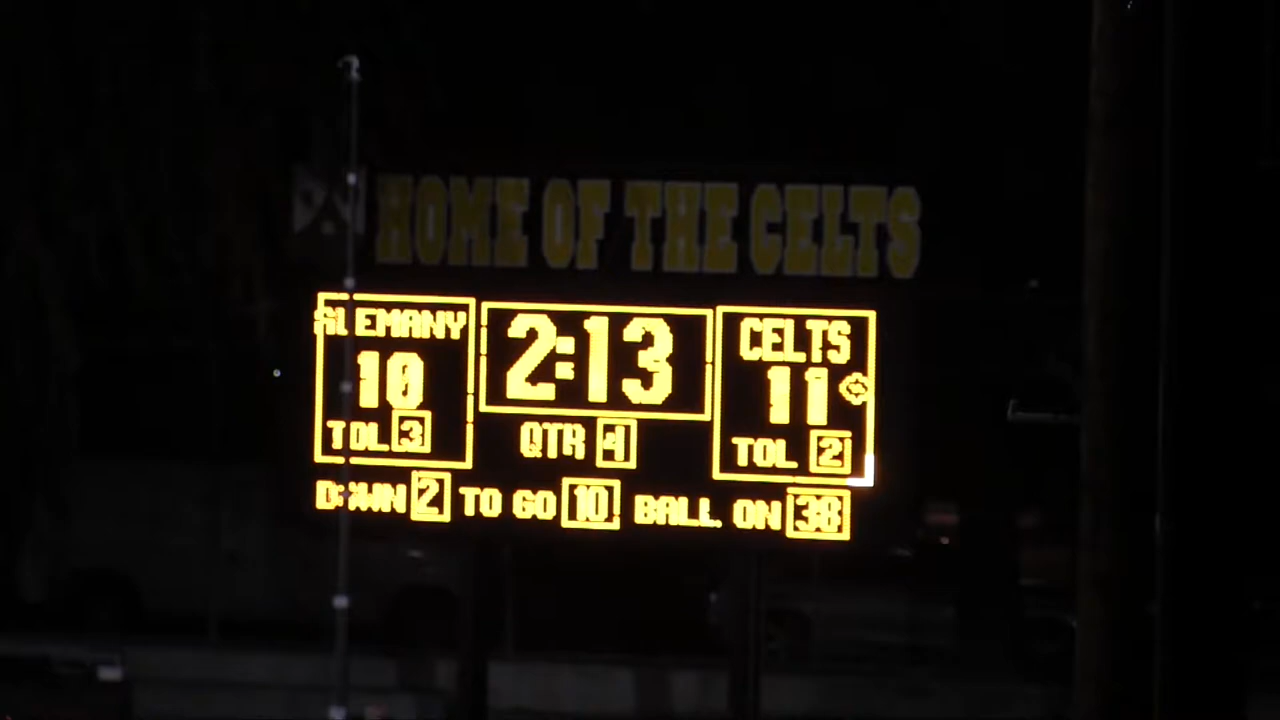 HOME OF THE CELTS
ALEMANY 2:13 CELTS
10 11
TOL 3 QTR 4 TOL 2
DOWN 2 TO GO 10 BALL ON 38